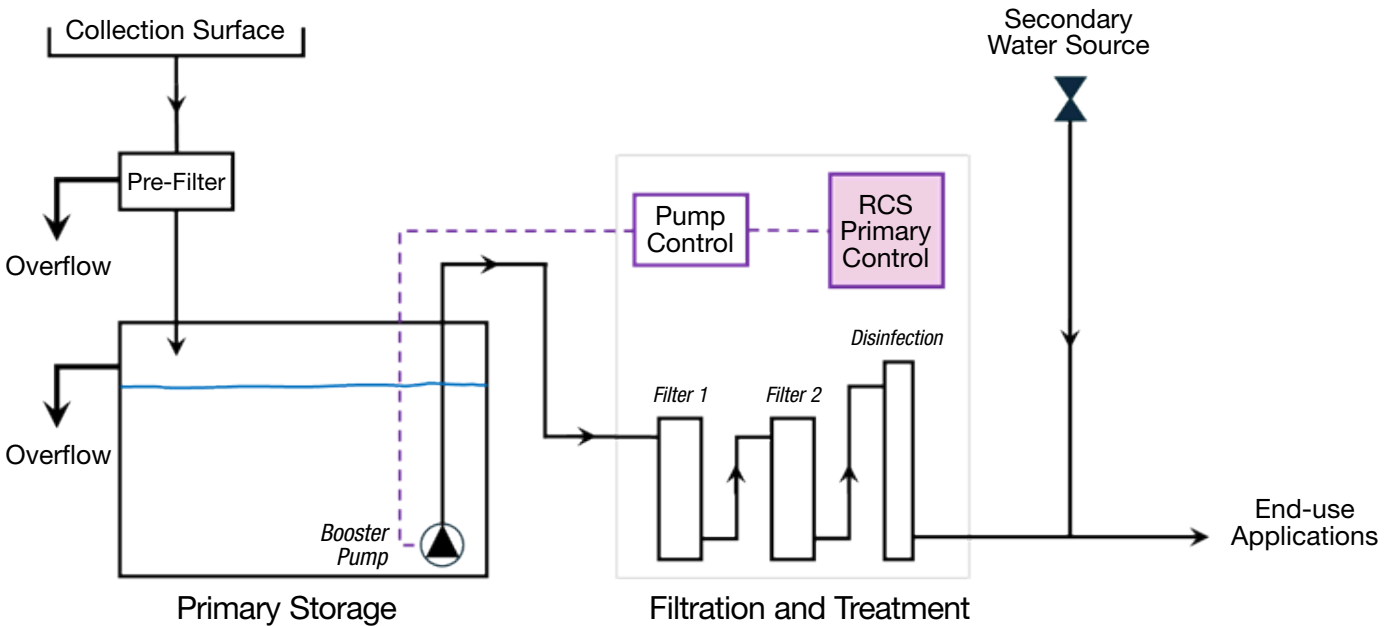 Collection Surface
Secondary
Water Source
Pre-Filter
Overflow
Pump
Control
RCS
Primary
Control
Disinfection
Filter 1
Filter 2
Overflow
Booster
Pump
End-use
Applications
Primary Storage
Filtration and Treatment